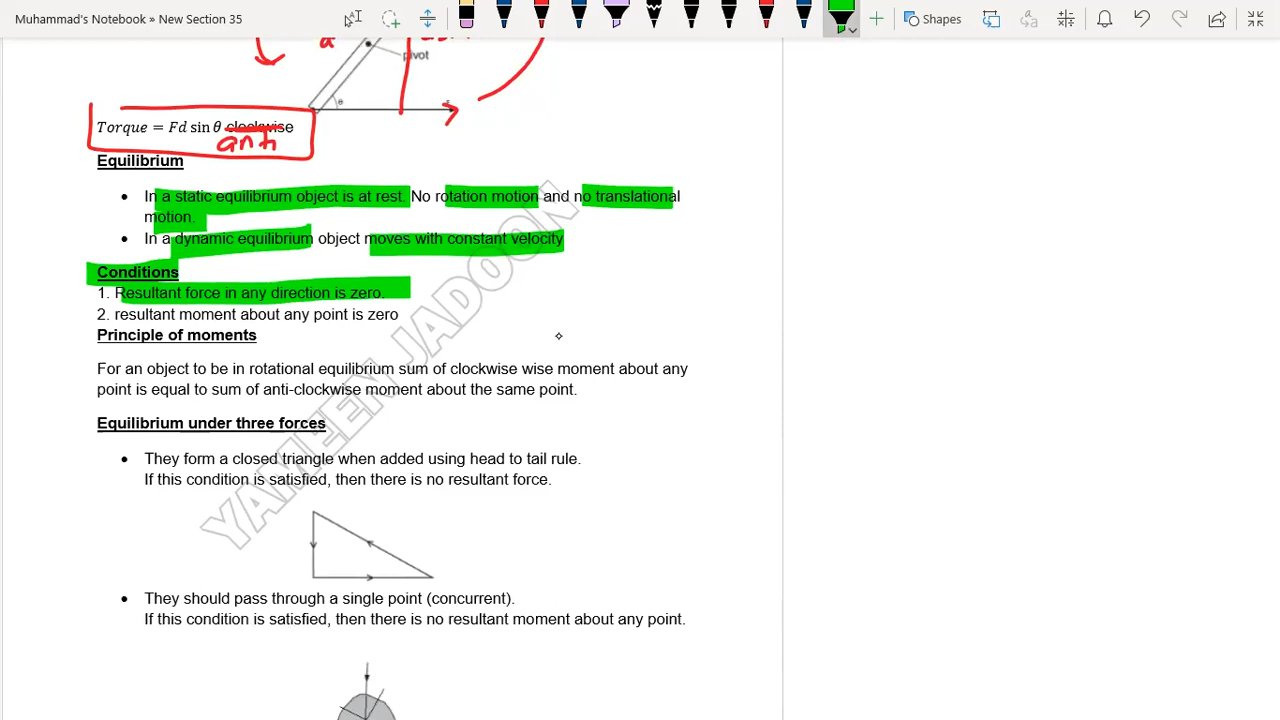 Muhammad's Notebook » New Section 35
Shapes
pivot
θ
Torque = Fd sin θ clockwise
anti
Equilibrium
• In a static equilibrium object is at rest. No rotation motion and no translational
motion.
• In a dynamic equilibrium object moves with constant velocity
Conditions
1. Resultant force in any direction is zero.
2. resultant moment about any point is zero
Principle of moments
For an object to be in rotational equilibrium sum of clockwise wise moment about any
point is equal to sum of anti-clockwise moment about the same point.
Equilibrium under three forces
• They form a closed triangle when added using head to tail rule.
If this condition is satisfied, then there is no resultant force.
• They should pass through a single point (concurrent).
If this condition is satisfied, then there is no resultant moment about any point.
YAMEEN JADOON